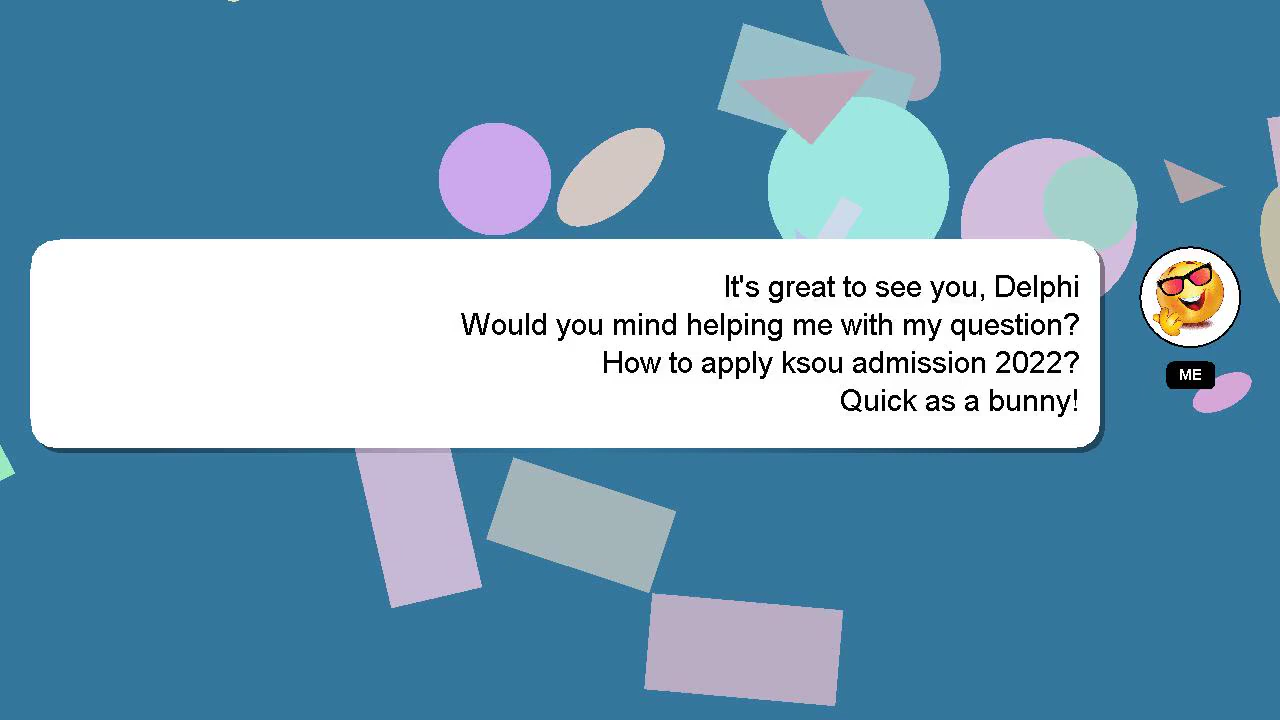 It's great to see you, Delphi
Would you mind helping me with my question?
How to apply ksou admission 2022?
Quick as a bunny!
ME